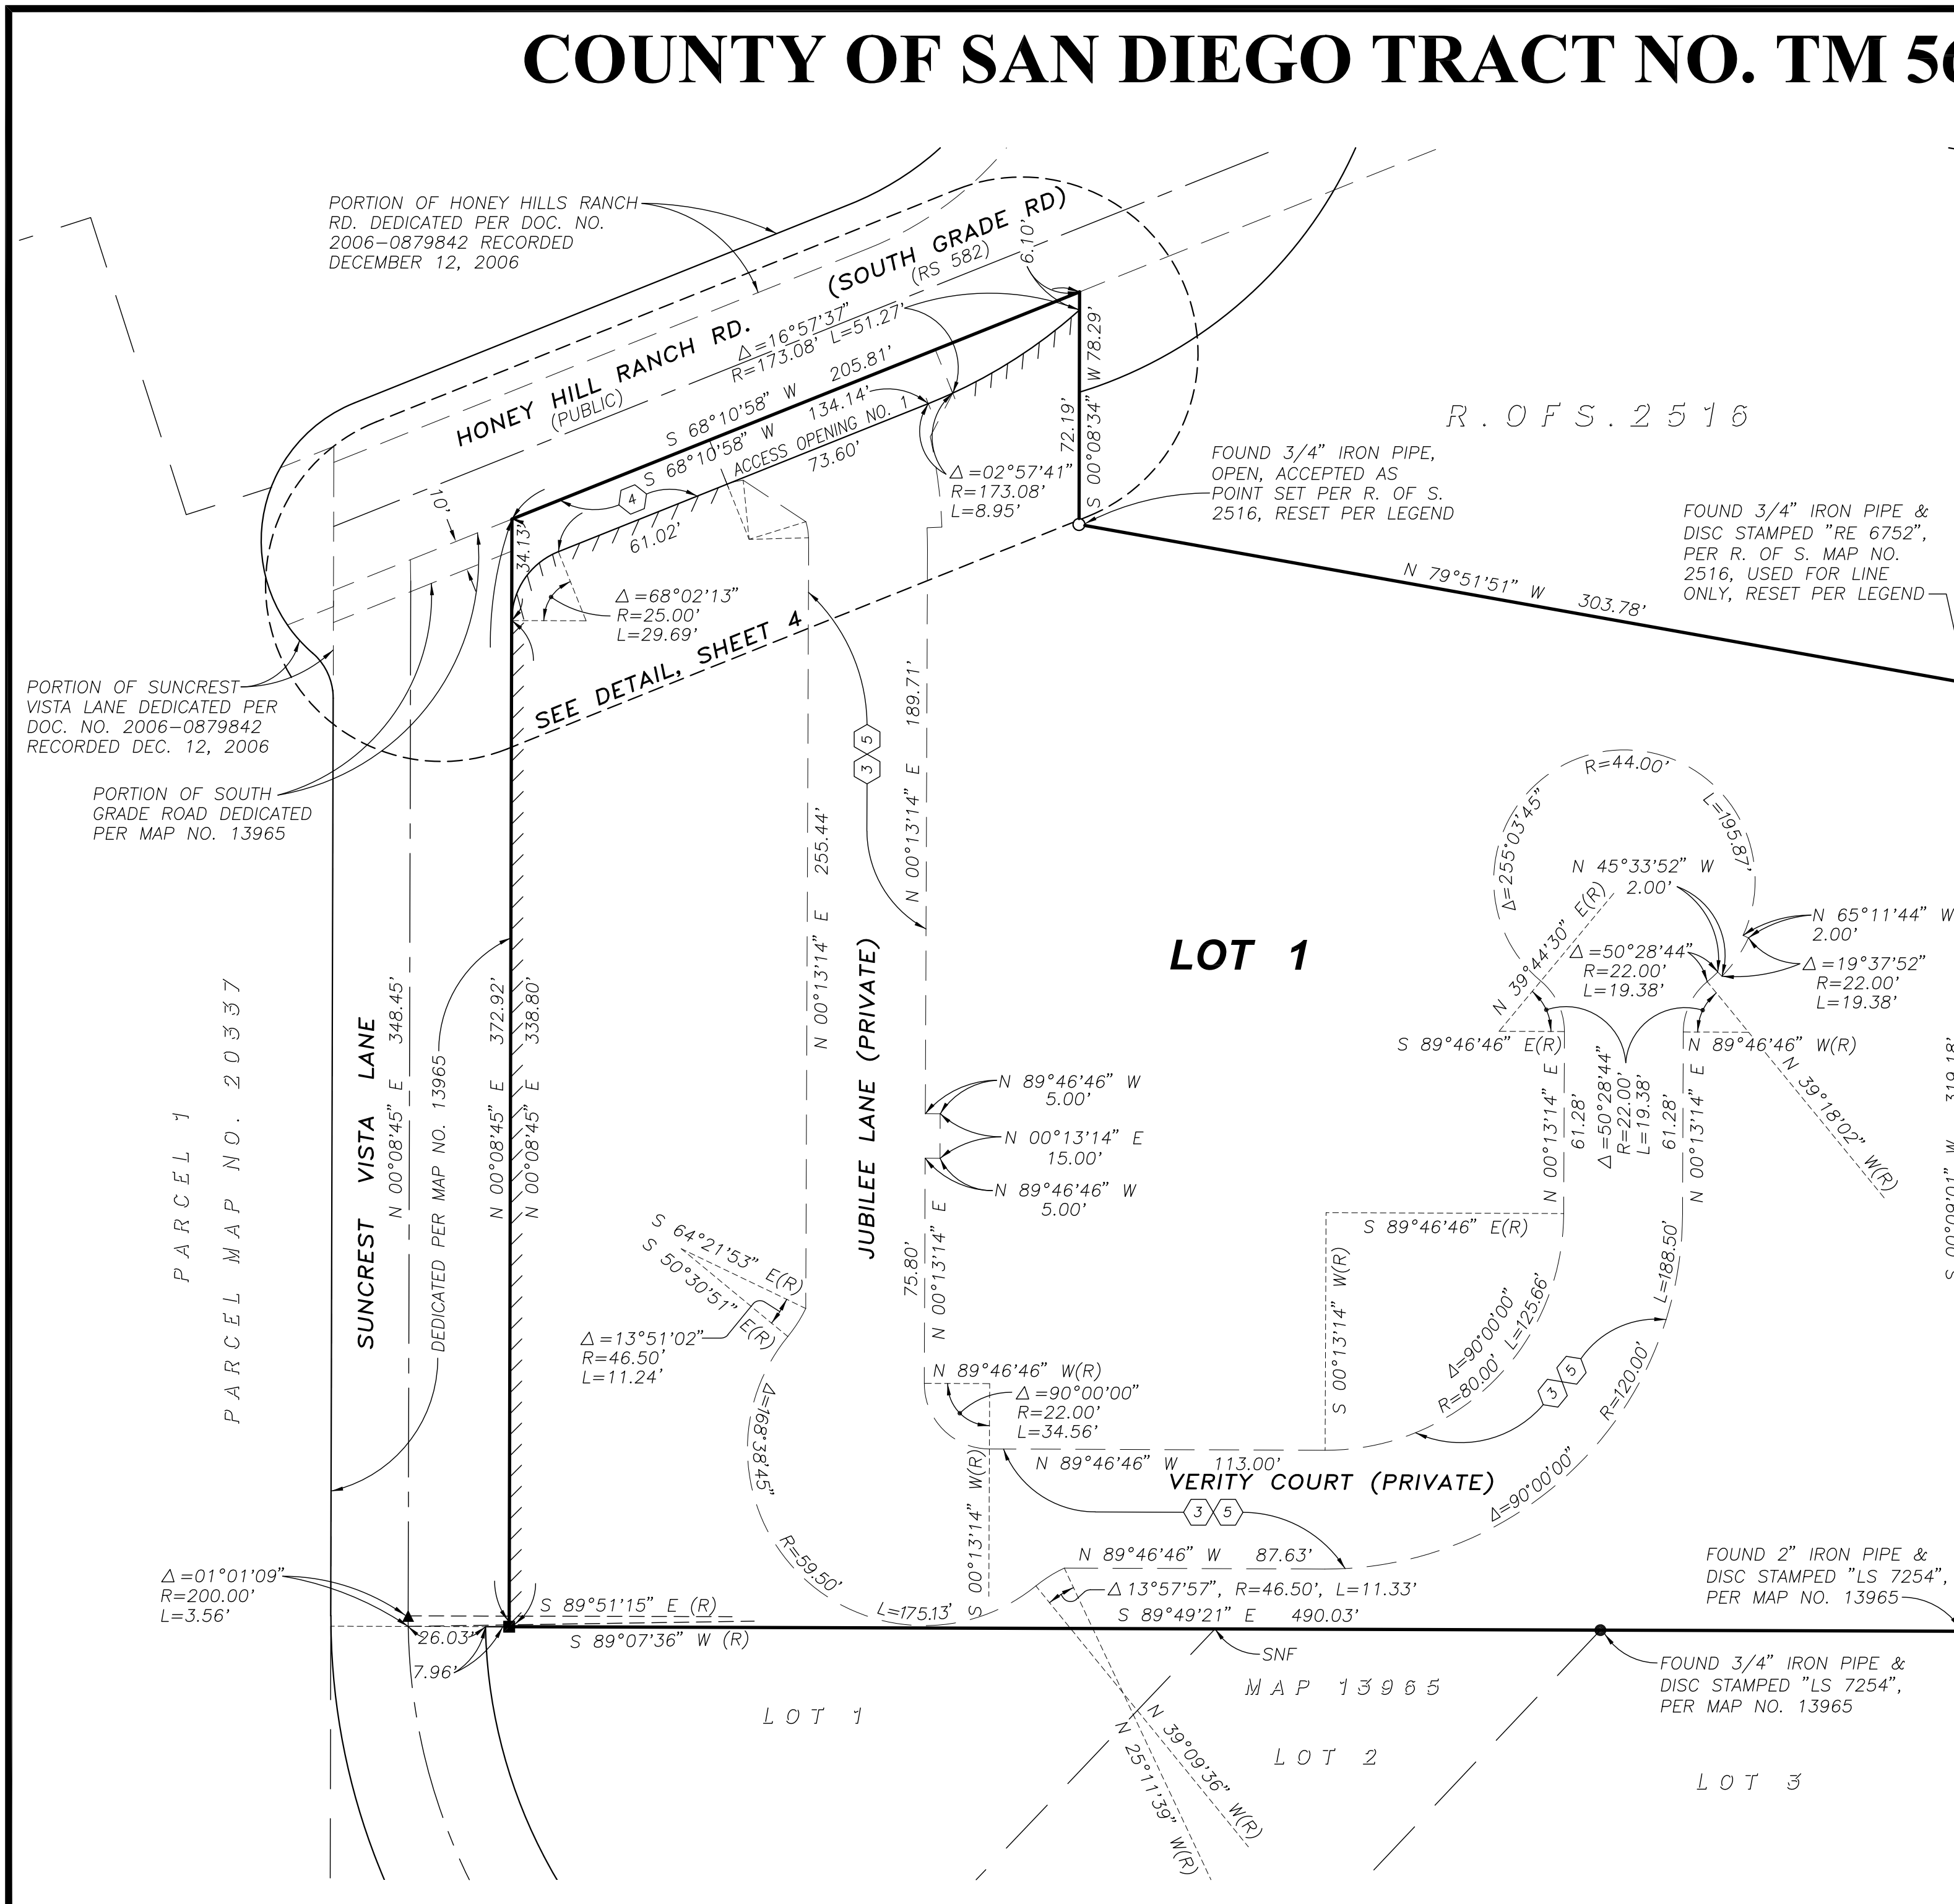 COUNTY OF SAN DIEGO TRACT NO. TM
PORTION OF HONEY HILLS RANCH
RD. DEDICATED PER DOC. NO.
2006-0879842 RECORDED
DECEMBER 12, 2006
HONEY HILL RANCH RD.
(PUBLIC)
(SOUTH GRADE RD)
(RS 582)
6.10'
Δ=16°57'37"
R=173.08' L=51.27'
S 68°10'58" W 205.81'
S 68°10'58" W 134.14'
ACCESS OPENING NO. 1
73.60'
4
61.02'
10'
34.13'
72.19'
S 00°08'34" W 78.29'
Δ=02°57'41"
R=173.08'
L=8.95'
Δ=68°02'13"
R=25.00'
L=29.69'
SEE DETAIL, SHEET 4
R.OF S. 2516
FOUND 3/4" IRON PIPE,
OPEN, ACCEPTED AS
POINT SET PER R. OF S.
2516, RESET PER LEGEND
FOUND 3/4" IRON PIPE &
DISC STAMPED "RE 6752",
PER R. OF S. MAP NO.
2516, USED FOR LINE
ONLY, RESET PER LEGEND
N 79°51'51" W 303.78'
PORTION OF SUNCREST
VISTA LANE DEDICATED PER
DOC. NO. 2006-0879842
RECORDED DEC. 12, 2006
PORTION OF SOUTH
GRADE ROAD DEDICATED
PER MAP NO. 13965
PARCEL 1
PARCEL MAP NO. 20337
SUNCREST VISTA LANE
N 00°08'45" E 348.45'
DEDICATED PER MAP NO. 13965
N 00°08'45" E 372.92'
N 00°08'45" E 338.80'
N 00°13'14" E 255.44'
JUBILEE LANE (PRIVATE)
3 5
N 00°13'14" E 189.71'
LOT 1
N 89°46'46" W
5.00'
N 00°13'14" E
15.00'
N 89°46'46" W
5.00'
75.80'
N 00°13'14" E
S 64°21'53" E(R)
S 50°30'51" E(R)
Δ=13°51'02"
R=46.50'
L=11.24'
Δ=168°38'45"
R=59.50'
L=175.13'
N 89°46'46" W(R)
Δ=90°00'00"
R=22.00'
L=34.56'
S 00°13'14" W(R)
N 89°46'46" W 113.00'
VERITY COURT (PRIVATE)
3 5
N 89°46'46" W 87.63'
Δ 13°57'57", R=46.50', L=11.33'
S 89°49'21" E 490.03'
SNF
R=44.00'
Δ=255°03'45"
L=195.87'
N 45°33'52" W
2.00'
N 39°44'30" E(R)
Δ=50°28'44"
R=22.00'
L=19.38'
N 65°11'44" W
2.00'
Δ=19°37'52"
R=22.00'
L=19.38'
S 89°46'46" E(R)
N 89°46'46" W(R)
N 39°18'02" W(R)
N 00°13'14" E
61.28'
Δ=50°28'44"
R=22.00'
L=19.38'
61.28'
N 00°13'14" E
S 89°46'46" E(R)
S 00°13'14" W(R)
Δ=90°00'00"
R=80.00' L=125.66'
3 5
L=188.50'
R=120.00'
Δ=90°00'00"
S 00°09'01" W 319.18'
Δ=01°01'09"
R=200.00'
L=3.56'
26.03'
7.96'
S 89°51'15" E (R)
S 89°07'36" W (R)
FOUND 2" IRON PIPE &
DISC STAMPED "LS 7254",
PER MAP NO. 13965
FOUND 3/4" IRON PIPE &
DISC STAMPED "LS 7254",
PER MAP NO. 13965
MAP 13965
LOT 1
LOT 2
LOT 3
N 39°09'36" W(R)
N 25°11'39" W(R)